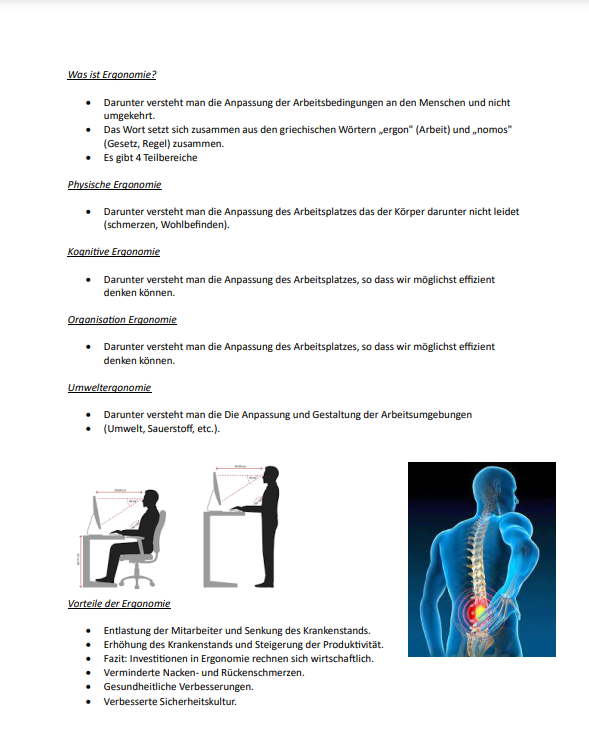 Was ist Ergonomie?
• Darunter versteht man die Anpassung der Arbeitsbedingungen an den Menschen und nicht
umgekehrt.
• Das Wort setzt sich zusammen aus den griechischen Wörtern „ergon" (Arbeit) und „nomos"
(Gesetz, Regel) zusammen.
• Es gibt 4 Teilbereiche
Physische Ergonomie
• Darunter versteht man die Anpassung des Arbeitsplatzes das der Körper darunter nicht leidet
(schmerzen, Wohlbefinden).
Kognitive Ergonomie
• Darunter versteht man die Anpassung des Arbeitsplatzes, so dass wir möglichst effizient
denken können.
Organisation Ergonomie
• Darunter versteht man die Anpassung des Arbeitsplatzes, so dass wir möglichst effizient
denken können.
Umweltergonomie
• Darunter versteht man die Die Anpassung und Gestaltung der Arbeitsumgebungen
• (Umwelt, Sauerstoff, etc.).
Vorteile der Ergonomie
• Entlastung der Mitarbeiter und Senkung des Krankenstands.
• Erhöhung des Krankenstands und Steigerung der Produktivität.
• Fazit: Investitionen in Ergonomie rechnen sich wirtschaftlich.
• Verminderte Nacken- und Rückenschmerzen.
• Gesundheitliche Verbesserungen.
• Verbesserte Sicherheitskultur.